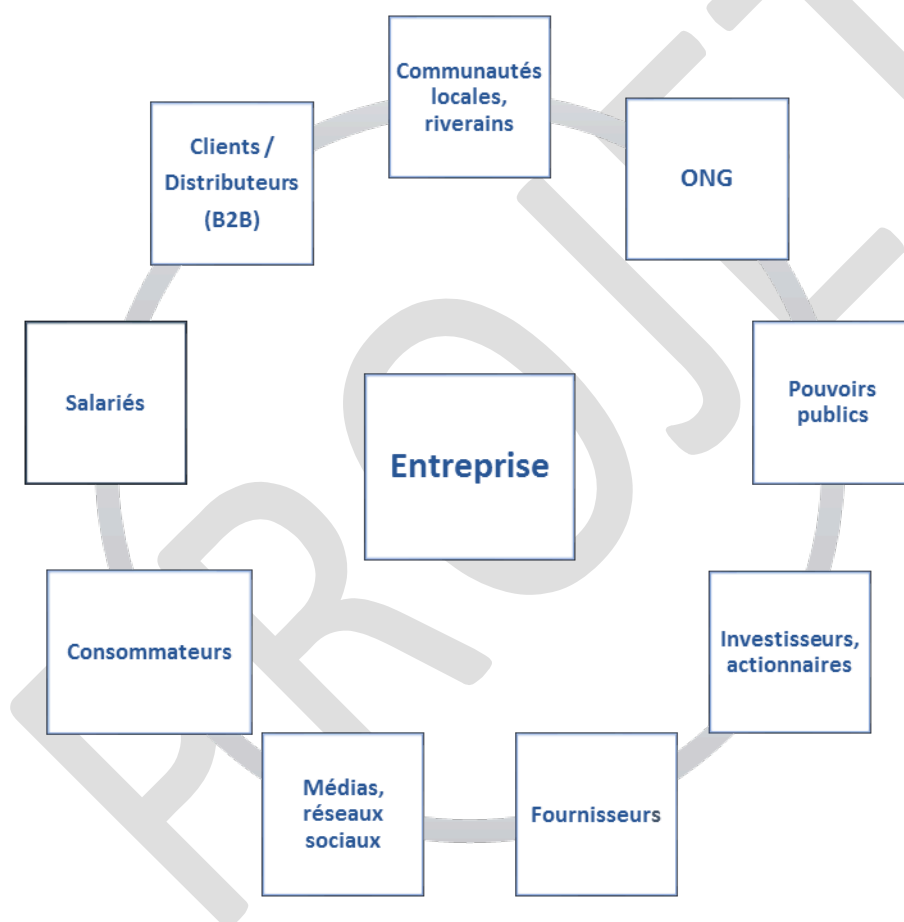 Communautés
locales,
riverains
Clients /
Distributeurs
(B2B)
ONG
Salariés
Entreprise
Pouvoirs
publics
Consommateurs
Investisseurs,
actionnaires
Médias,
réseaux
sociaux
Fournisseurs
PROJET